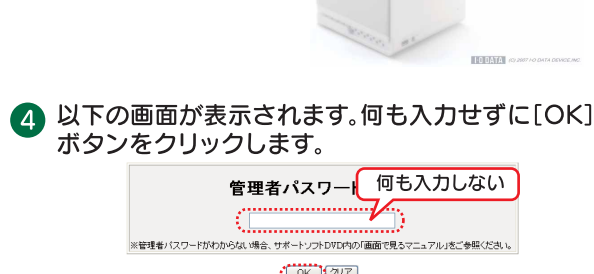 I-O DATA (C) 2007 I-O DATA DEVICE,INC.
4 以下の画面が表示されます。何も入力せずに[OK]
ボタンをクリックします。
管理者パスワード
何も入力しない
※管理者パスワードがわからない場合、サポートソフトDVD内の「画面で見るマニュアル」をご参照ください。
OK クリア